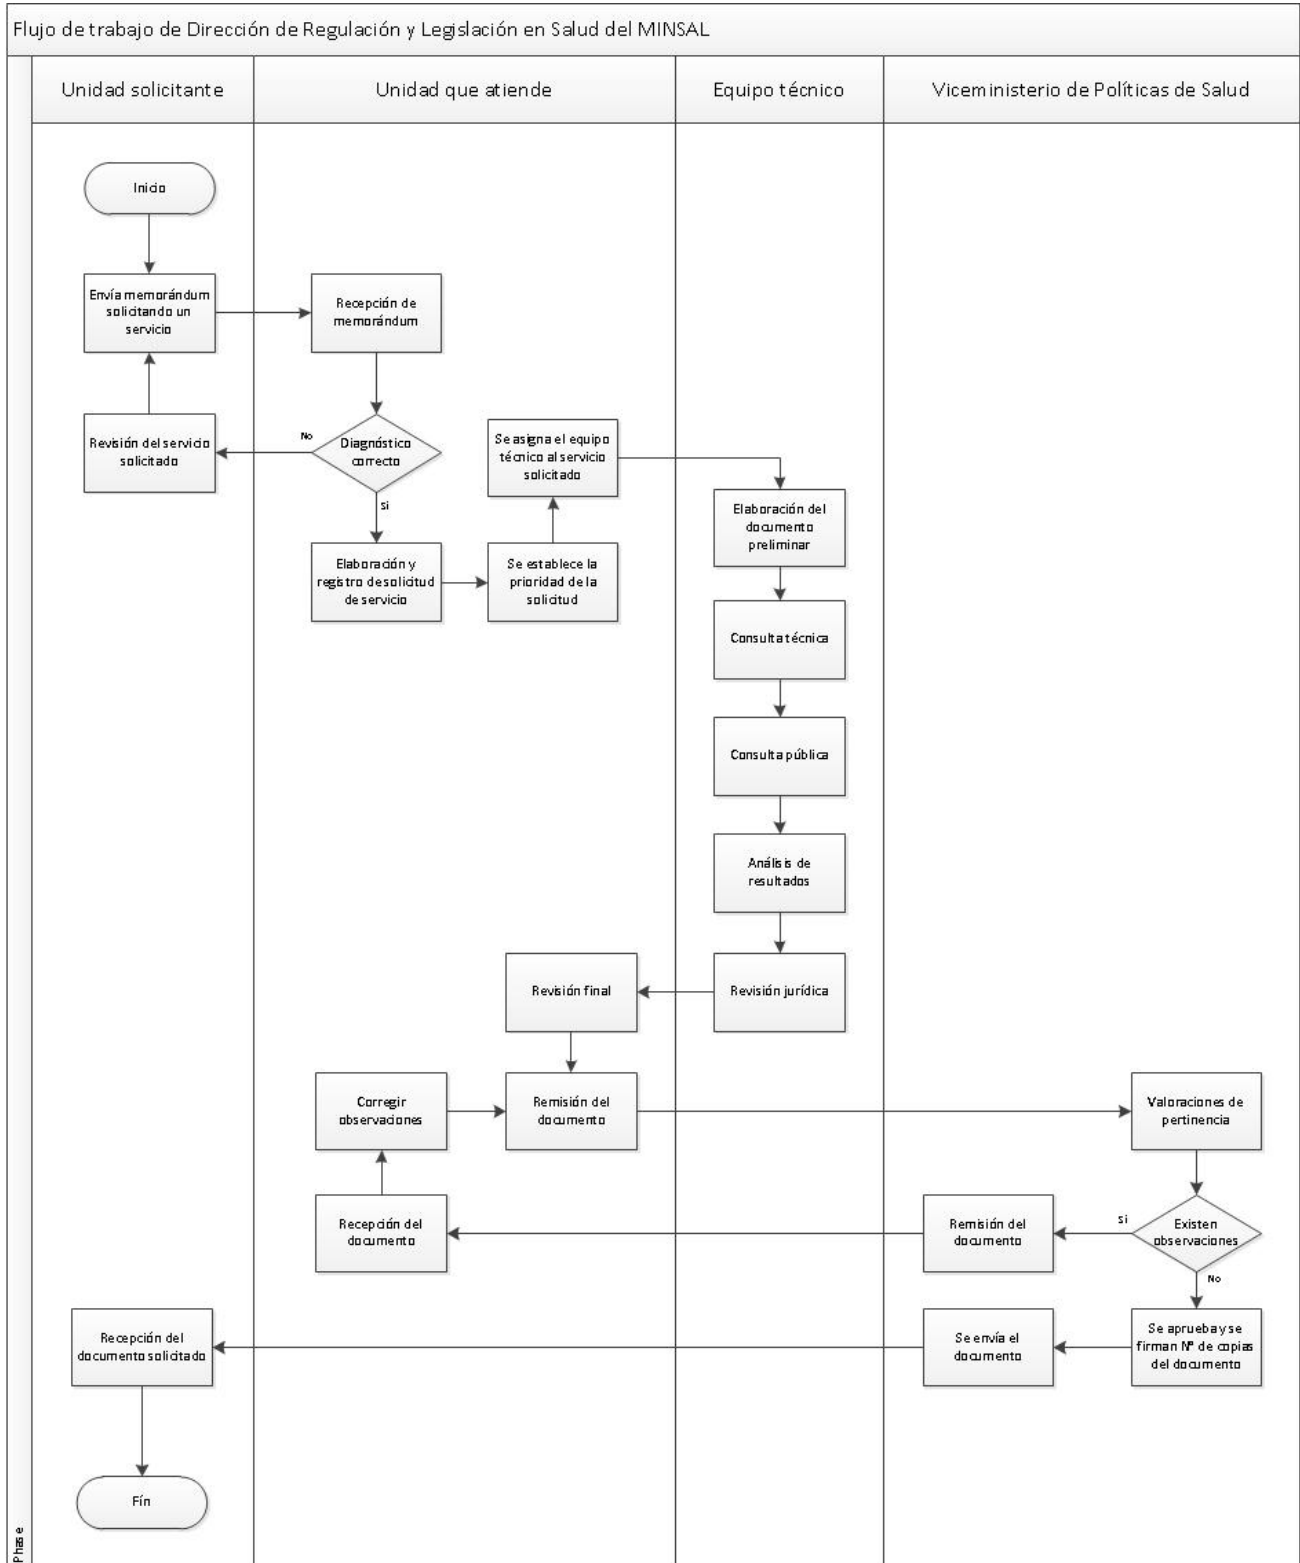 Flujo de trabajo de Dirección de Regulación y Legislación en Salud del MINSAL
Unidad solicitante
Unidad que atiende
Equipo técnico
Viceministerio de Políticas de Salud
Inicio
Envía memorándum
solicitando un
servicio
Recepción de
memorándum
Revisión del servicio
solicitado
No
Diagnóstico
correcto
Si
Se asigna el equipo
técnico al servicio
solicitado
Elaboración y
registro de solicitud
de servicio
Se establece la
prioridad de la
solicitud
Elaboración del
documento
preliminar
Consulta técnica
Consulta pública
Análisis de
resultados
Revisión final
Revisión jurídica
Corregir
observaciones
Remisión del
documento
Valoraciones de
pertinencia
Recepción del
documento
Remisión del
documento
Si
Existen
observaciones
No
Recepción del
documento solicitado
Se envía el
documento
Se aprueba y se
firman Nº de copias
del documento
Fín
Phase